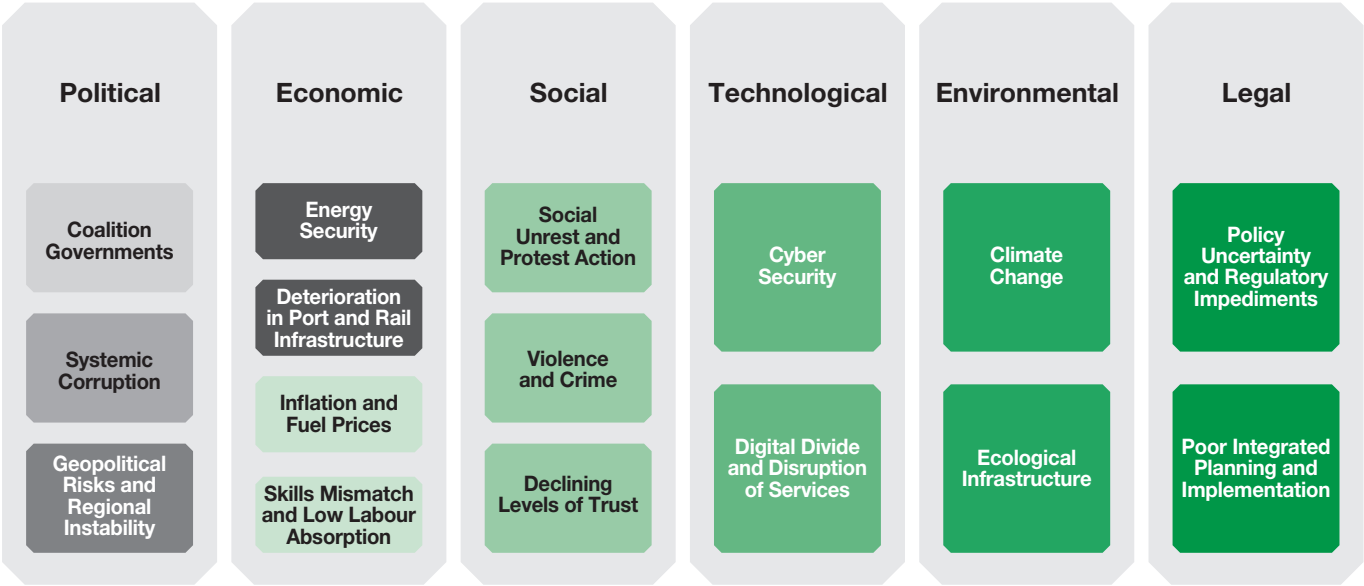 Political
Coalition
Governments
Systemic
Corruption
Geopolitical
Risks and
Regional
Instability
Economic
Energy
Security
Deterioration
in Port and Rail
Infrastructure
Inflation and
Fuel Prices
Skills Mismatch
and Low Labour
Absorption
Social
Social
Unrest and
Protest Action
Violence
and Crime
Declining
Levels of Trust
Technological
Cyber
Security
Digital Divide
and Disruption
of Services
Environmental
Climate
Change
Ecological
Infrastructure
Legal
Policy
Uncertainty
and Regulatory
Impediments
Poor Integrated
Planning and
Implementation